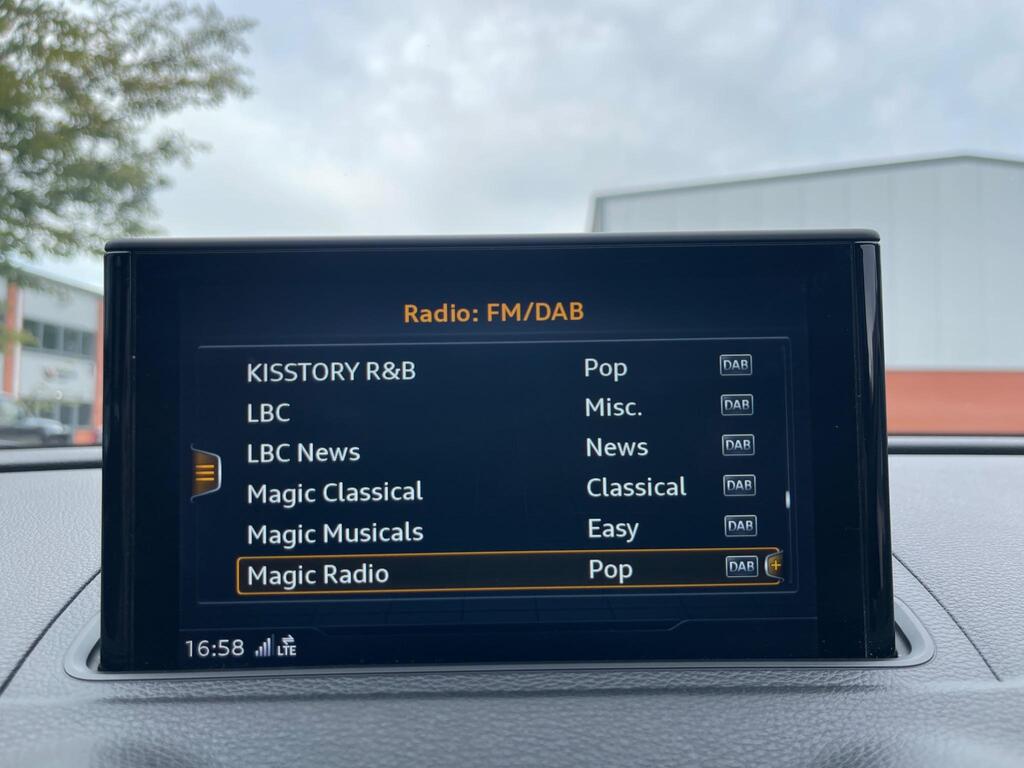 Radio: FM/DAB
KISSTORY R&B Pop DAB
LBC Misc. DAB
LBC News News DAB
Magic Classical Classical DAB
Magic Musicals Easy DAB
Magic Radio Pop DAB +
16:58 LTE